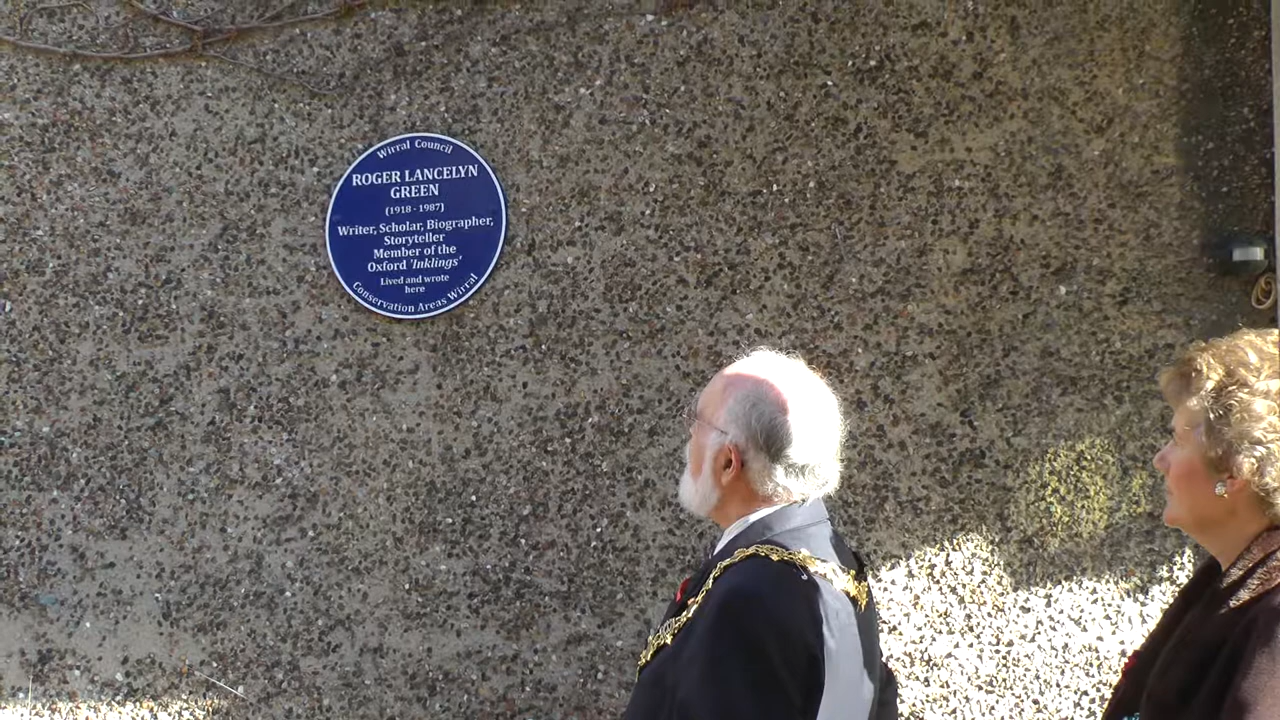 Wirral Council
ROGER LANCELYN
GREEN
(1918 - 1987)
Writer, Scholar, Biographer,
Storyteller
Member of the
Oxford 'Inklings'
Lived and wrote
here
Conservation Areas Wirral